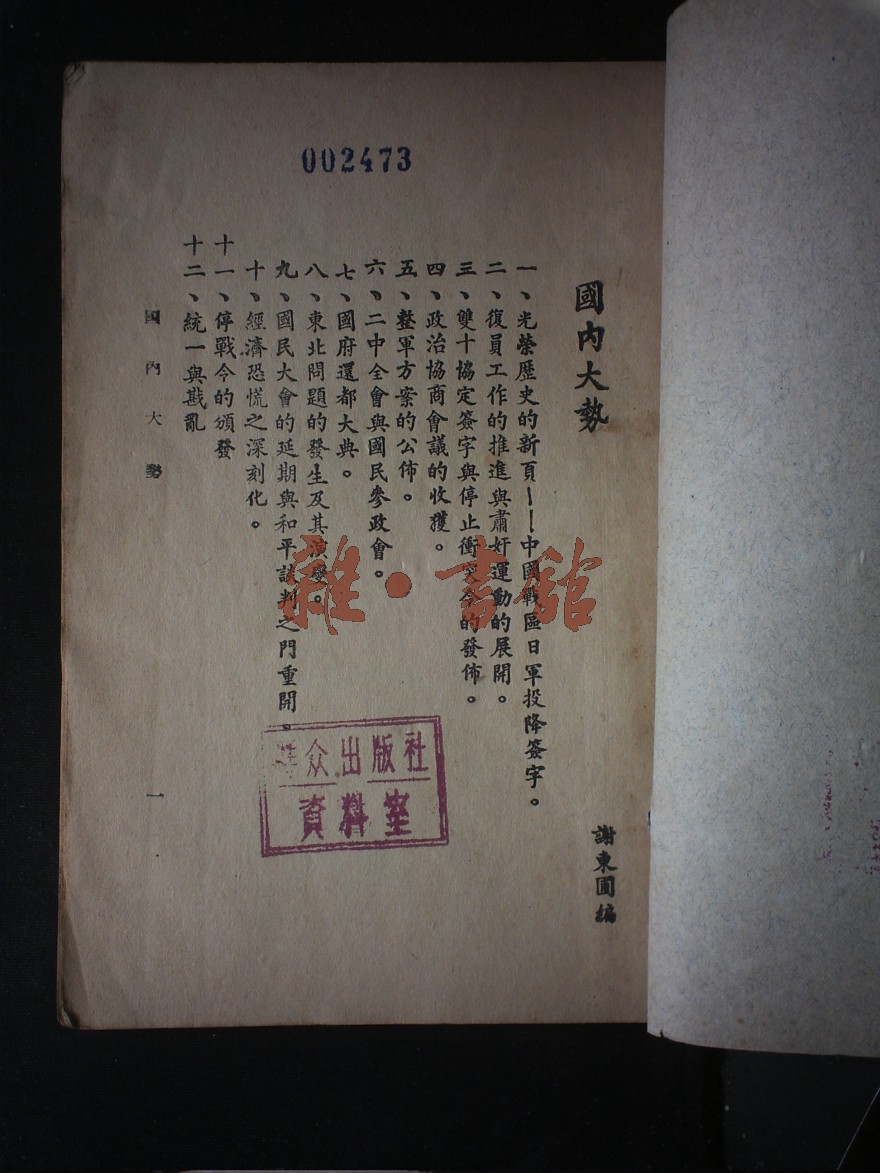 002473
國內大勢
謝東圃編
一、光榮歷史的新頁——中國戰區日軍投降簽字。
二、復員工作的推進與肅奸運動的展開。
三、雙十協定簽字與停止衝突令的發佈。
四、政治協商會議的收獲。
五、整軍方案的公佈。
六、二中全會與國民參政會。
七、國府還都大典。
八、東北問題的發生及其演變。
九、國民大會的延期與和平談判之門重開。
十、經濟恐慌之深刻化。
十一、停戰令的頒發
十二、統一與戡亂
國內大勢
一
雜·書館
群众出版社
資料室